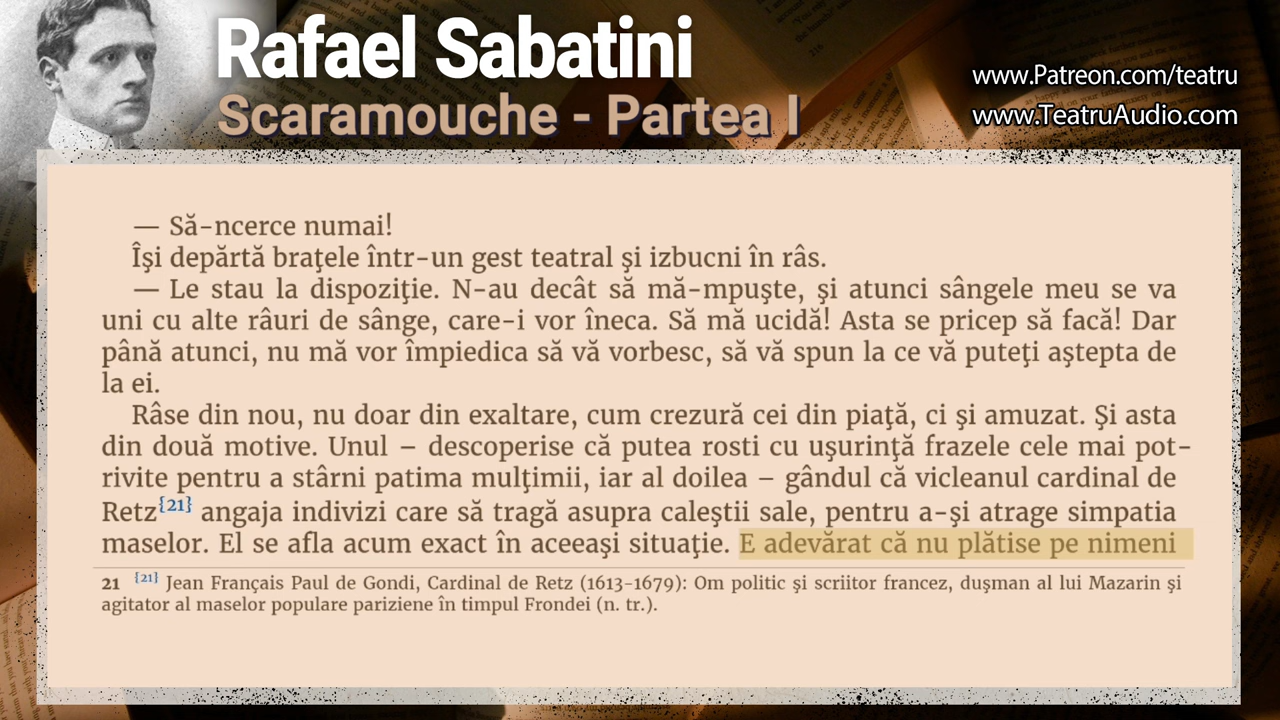 Rafael Sabatini
Scaramouche - Partea I
www.Patreon.com/teatru
www.TeatruAudio.com
— Să-ncerce numai!
Îşi depărtă braţele într-un gest teatral şi izbucni în râs.
— Le stau la dispoziţie. N-au decât să mă-mpuşte, şi atunci sângele meu se va
uni cu alte râuri de sânge, care-i vor îneca. Să mă ucidă! Asta se pricep să facă! Dar
până atunci, nu mă vor împiedica să vă vorbesc, să vă spun la ce vă puteţi aştepta de
la ei.
Râse din nou, nu doar din exaltare, cum crezură cei din piaţă, ci şi amuzat. Şi asta
din două motive. Unul – descoperise că putea rosti cu uşurinţă frazele cele mai pot-
rivite pentru a stârni patima mulţimii, iar al doilea – gândul că vicleanul cardinal de
Retz{21} angaja indivizi care să tragă asupra caleştii sale, pentru a-şi atrage simpatia
maselor. El se afla acum exact în aceeaşi situaţie. E adevărat că nu plătise pe nimeni
21 {21} Jean Français Paul de Gondi, Cardinal de Retz (1613-1679): Om politic şi scriitor francez, duşman al lui Mazarin şi
agitator al maselor populare pariziene în timpul Frondei (n. tr.).